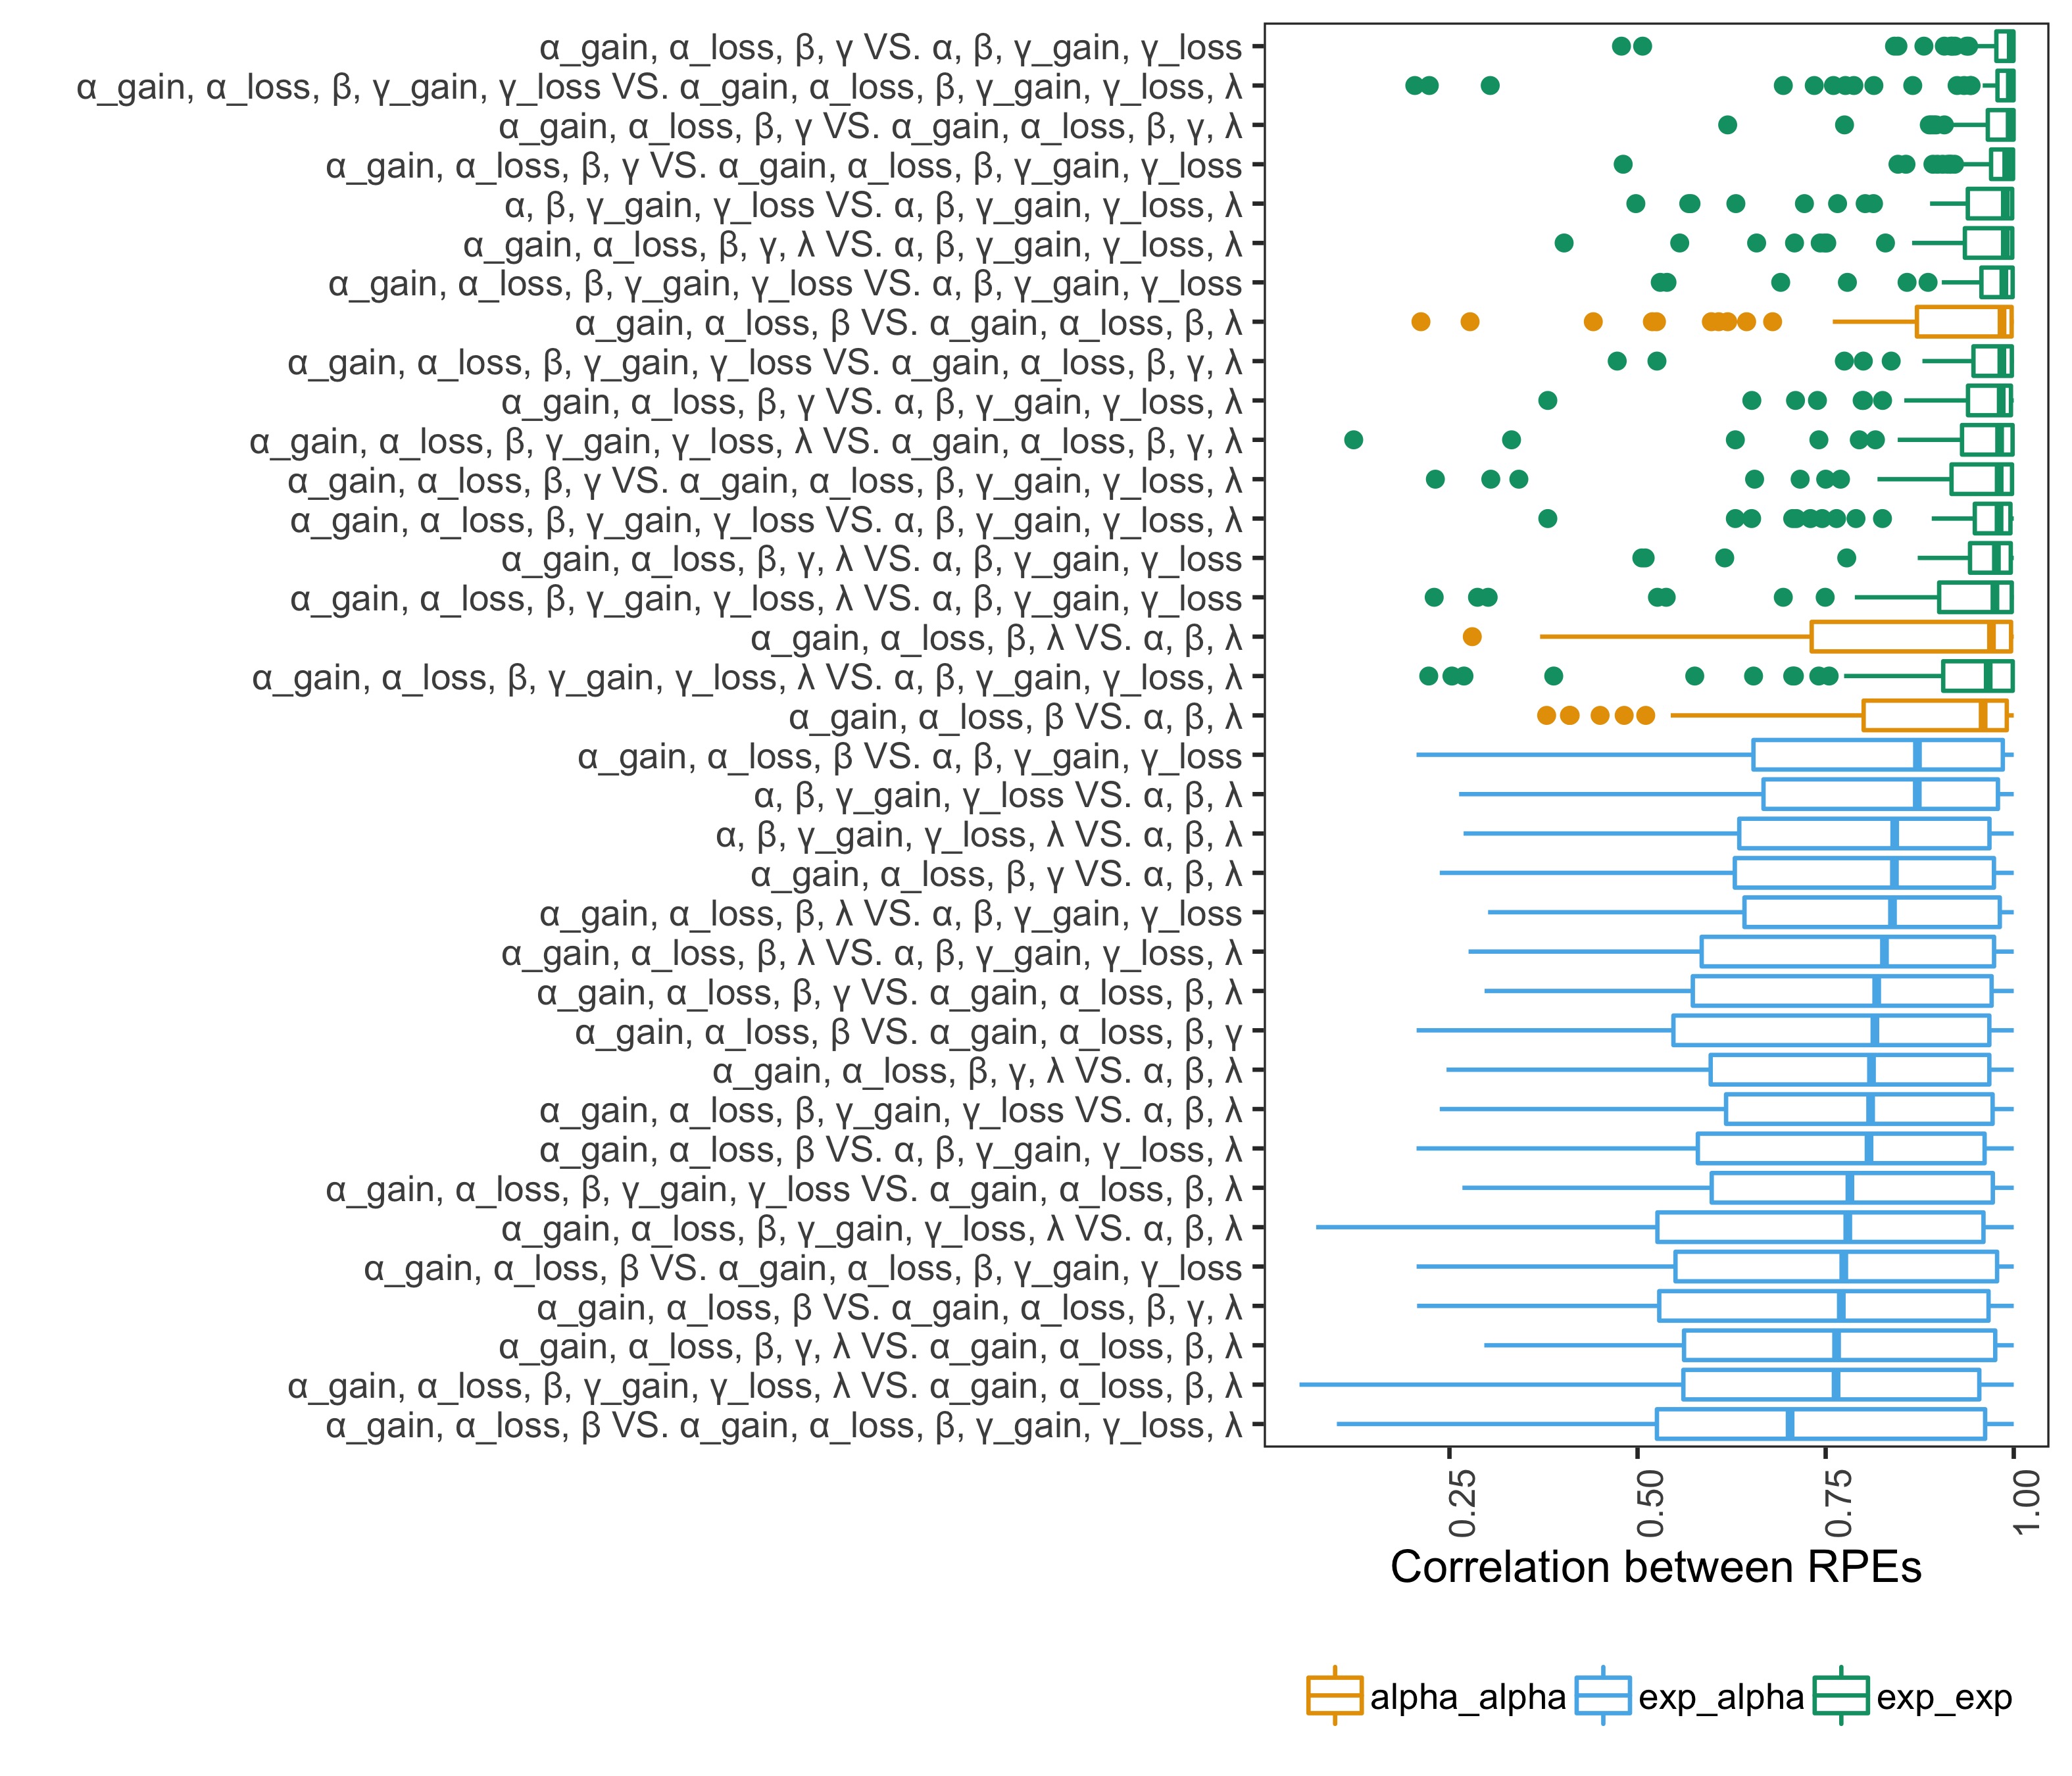 α_gain, α_loss, β, γ VS. α, β, γ_gain, γ_loss
α_gain, α_loss, β, γ_gain, γ_loss VS. α_gain, α_loss, β, γ_gain, γ_loss, λ
α_gain, α_loss, β, γ VS. α_gain, α_loss, β, γ, λ
α_gain, α_loss, β, γ VS. α_gain, α_loss, β, γ_gain, γ_loss
α, β, γ_gain, γ_loss VS. α, β, γ_gain, γ_loss, λ
α_gain, α_loss, β, γ, λ VS. α, β, γ_gain, γ_loss, λ
α_gain, α_loss, β, γ_gain, γ_loss VS. α, β, γ_gain, γ_loss
α_gain, α_loss, β VS. α_gain, α_loss, β, λ
α_gain, α_loss, β, γ_gain, γ_loss VS. α_gain, α_loss, β, γ, λ
α_gain, α_loss, β, γ VS. α, β, γ_gain, γ_loss, λ
α_gain, α_loss, β, γ_gain, γ_loss, λ VS. α_gain, α_loss, β, γ, λ
α_gain, α_loss, β, γ VS. α_gain, α_loss, β, γ_gain, γ_loss, λ
α_gain, α_loss, β, γ_gain, γ_loss VS. α, β, γ_gain, γ_loss, λ
α_gain, α_loss, β, γ, λ VS. α, β, γ_gain, γ_loss
α_gain, α_loss, β, γ_gain, γ_loss, λ VS. α, β, γ_gain, γ_loss
α_gain, α_loss, β, λ VS. α, β, λ
α_gain, α_loss, β, γ_gain, γ_loss, λ VS. α, β, γ_gain, γ_loss, λ
α_gain, α_loss, β VS. α, β, λ
α_gain, α_loss, β VS. α, β, γ_gain, γ_loss
α, β, γ_gain, γ_loss VS. α, β, λ
α, β, γ_gain, γ_loss, λ VS. α, β, λ
α_gain, α_loss, β, γ VS. α, β, λ
α_gain, α_loss, β, λ VS. α, β, γ_gain, γ_loss
α_gain, α_loss, β, λ VS. α, β, γ_gain, γ_loss, λ
α_gain, α_loss, β, γ VS. α_gain, α_loss, β, λ
α_gain, α_loss, β VS. α_gain, α_loss, β, γ
α_gain, α_loss, β, γ, λ VS. α, β, λ
α_gain, α_loss, β, γ_gain, γ_loss VS. α, β, λ
α_gain, α_loss, β VS. α, β, γ_gain, γ_loss, λ
α_gain, α_loss, β, γ_gain, γ_loss VS. α_gain, α_loss, β, λ
α_gain, α_loss, β, γ_gain, γ_loss, λ VS. α, β, λ
α_gain, α_loss, β VS. α_gain, α_loss, β, γ_gain, γ_loss
α_gain, α_loss, β VS. α_gain, α_loss, β, γ, λ
α_gain, α_loss, β, γ, λ VS. α_gain, α_loss, β, λ
α_gain, α_loss, β, γ_gain, γ_loss, λ VS. α_gain, α_loss, β, λ
α_gain, α_loss, β VS. α_gain, α_loss, β, γ_gain, γ_loss, λ
0.25
0.50
0.75
1.00
Correlation between RPEs
alpha_alpha
exp_alpha
exp_exp